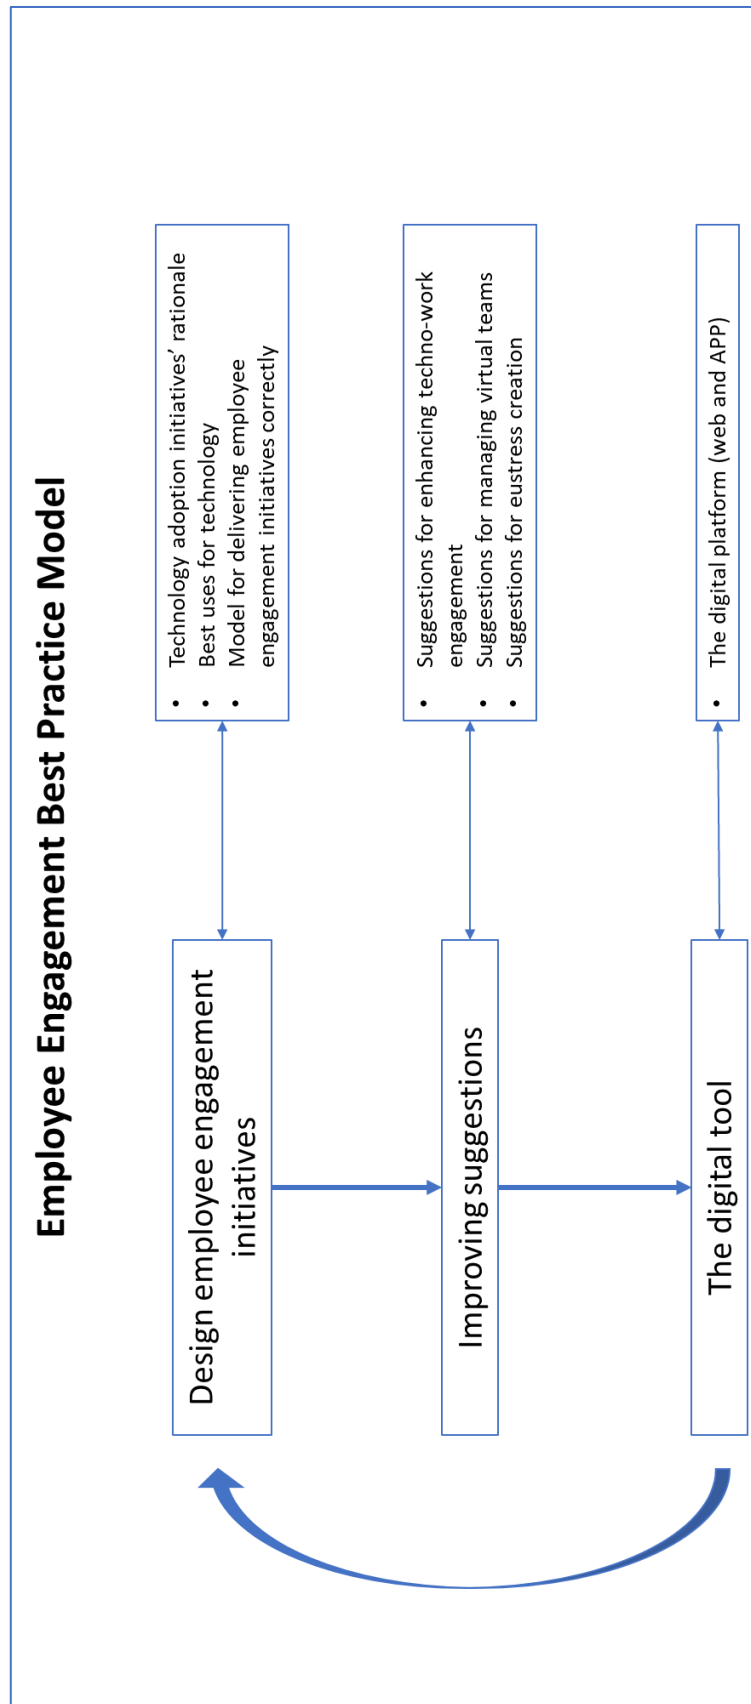 Employee Engagement Best Practice Model
Design employee engagement
initiatives
• Technology adoption initiatives’ rationale
• Best uses for technology
• Model for delivering employee
engagement initiatives correctly
Improving suggestions
• Suggestions for enhancing techno-work
engagement
• Suggestions for managing virtual teams
• Suggestions for eustress creation
The digital tool
• The digital platform (web and APP)